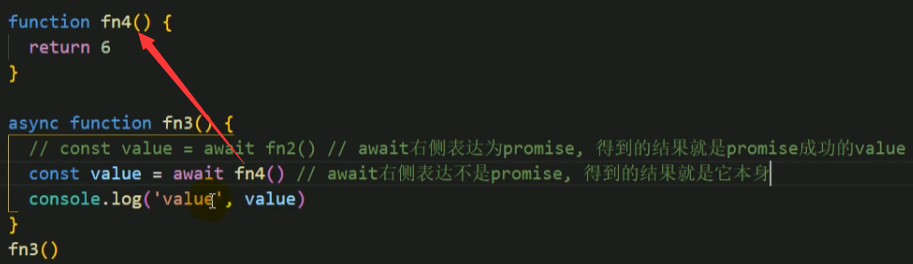 function fn4() {
  return 6
}
async function fn3() {
  // const value = await fn2() // await右侧表达为promise, 得到的结果就是promise成功的value
  const value = await fn4() // await右侧表达不是promise, 得到的结果就是它本身
  console.log('value', value)
}
fn3()